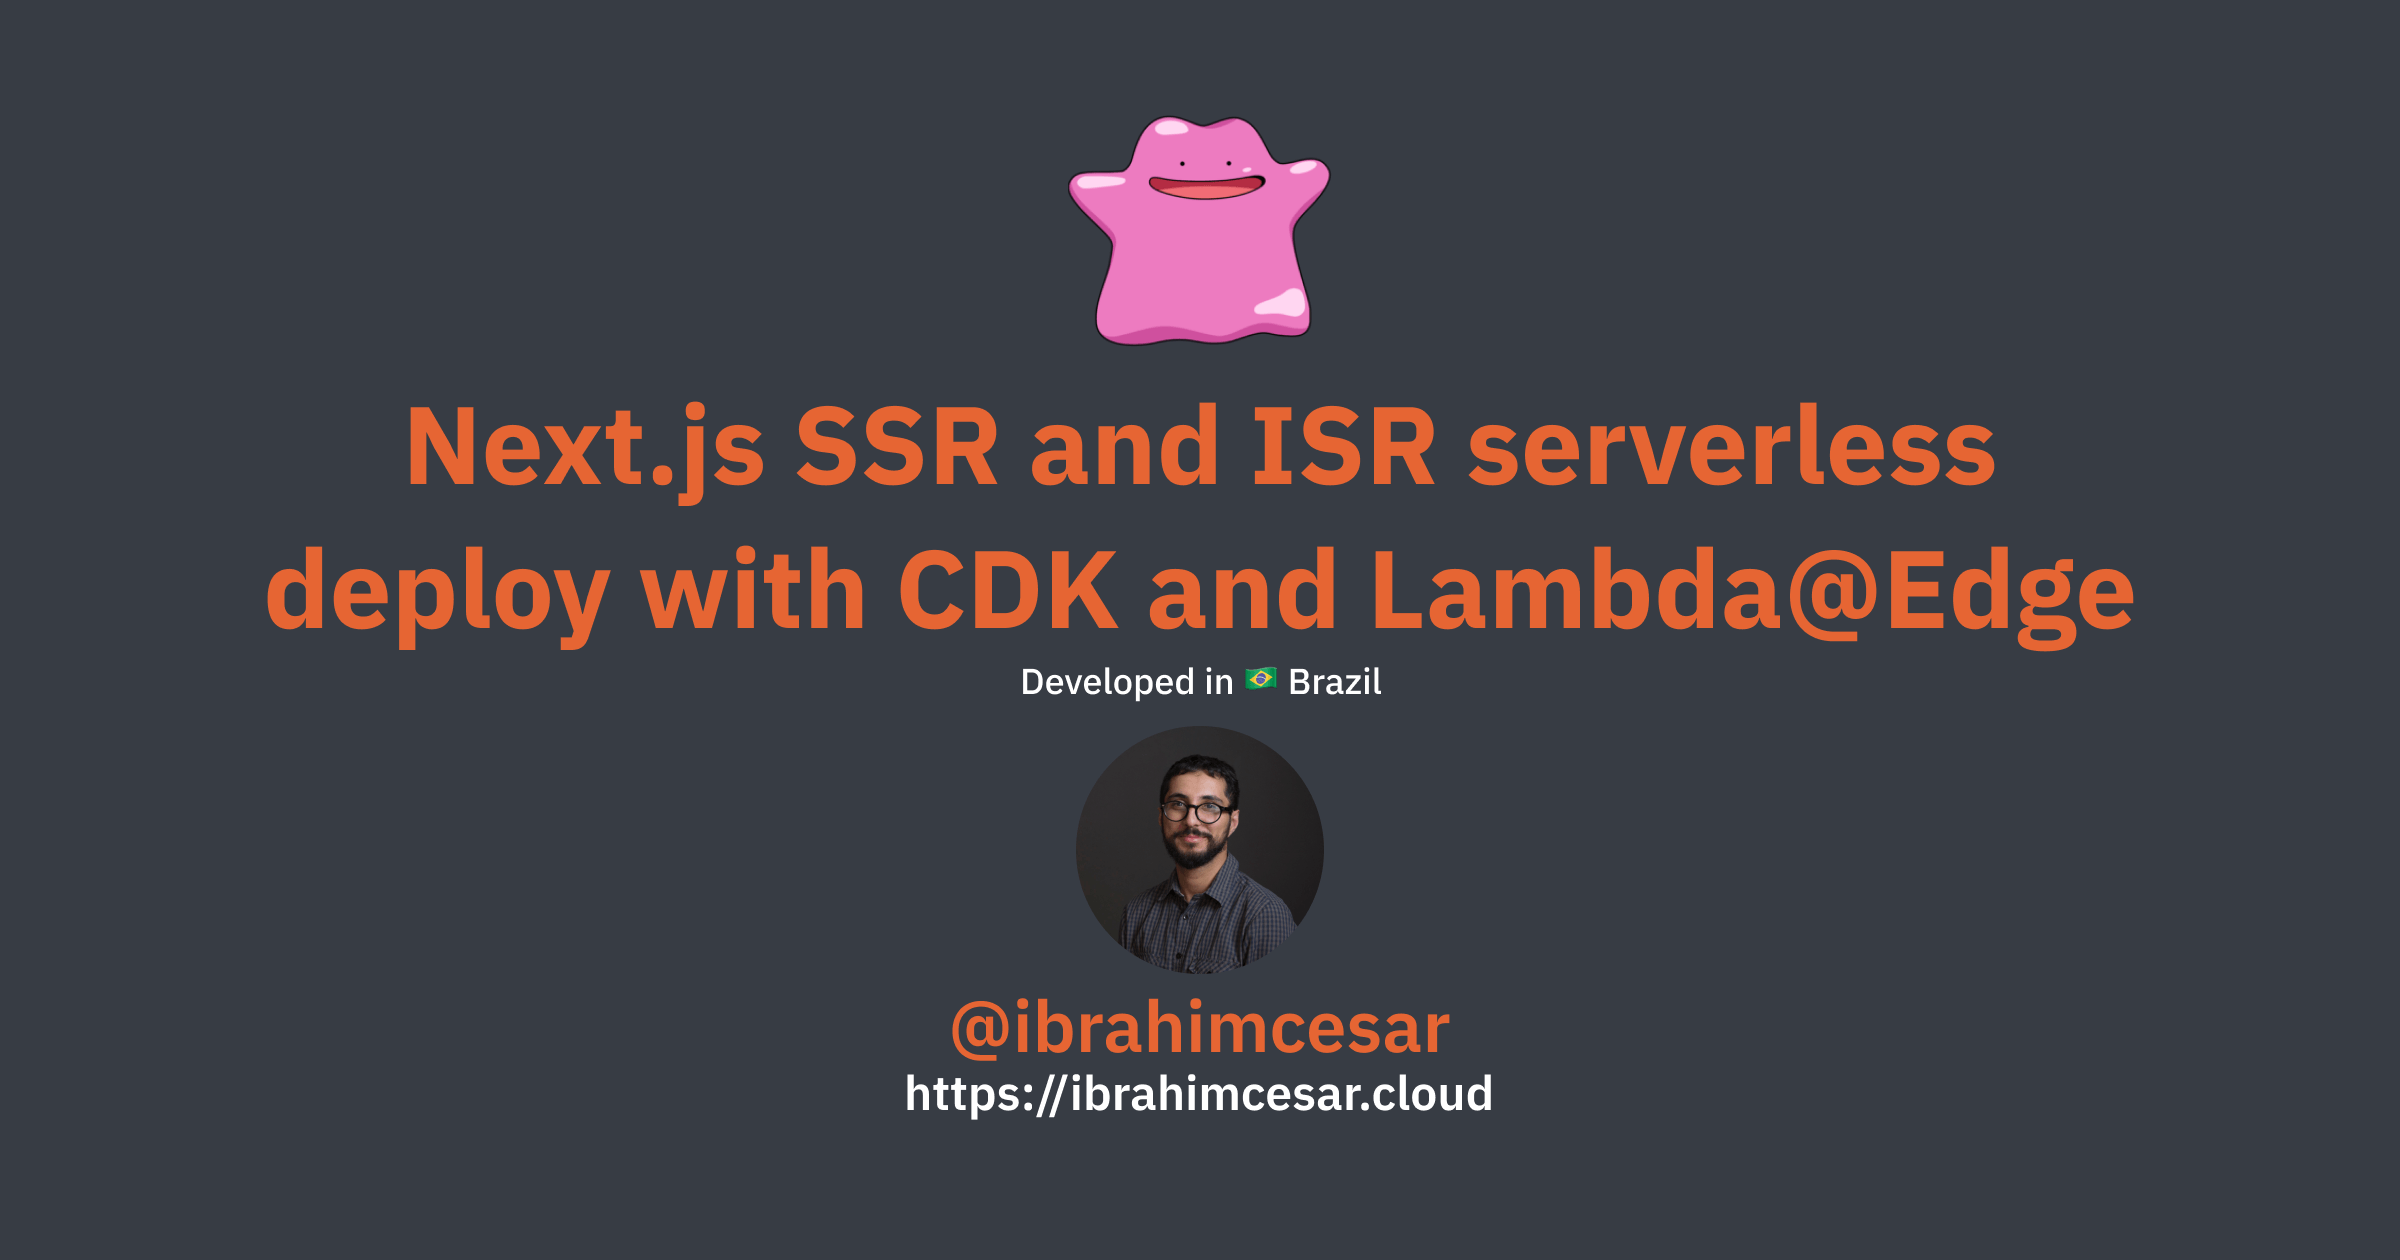 Next.js SSR and ISR serverless
deploy with CDK and Lambda@Edge
Developed in 🇧🇷 Brazil
@ibrahimcesar
https://ibrahimcesar.cloud